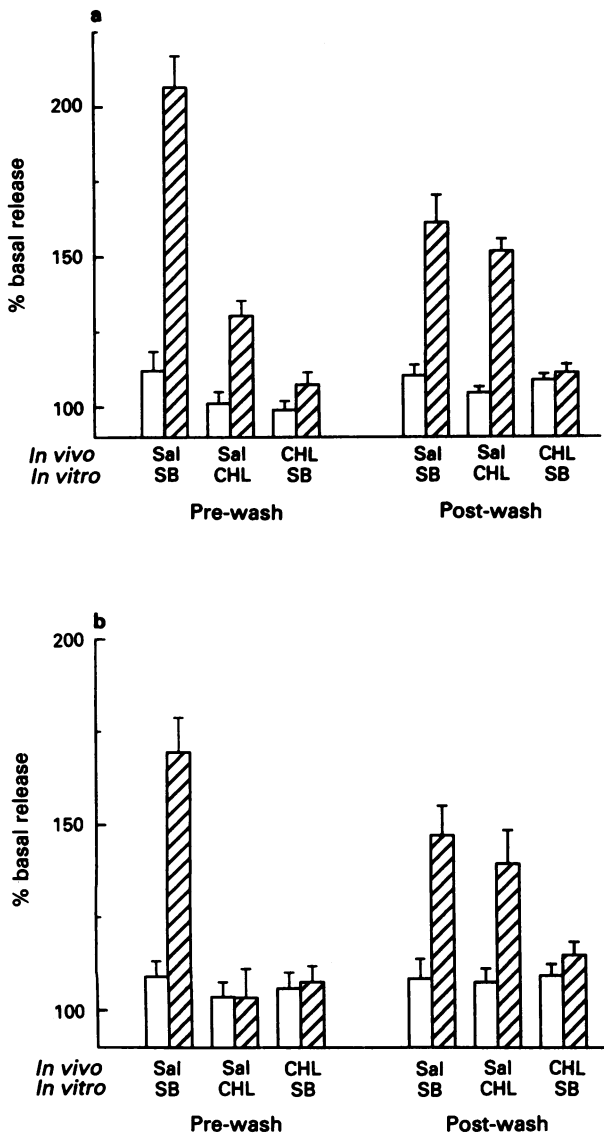 a
200
150
100
% basal release
In vivo Sal Sal CHL Sal Sal CHL
In vitro SB CHL SB SB CHL SB
Pre-wash Post-wash
b
200
150
100
% basal release
In vivo Sal Sal CHL Sal Sal CHL
In vitro SB CHL SB SB CHL SB
Pre-wash Post-wash